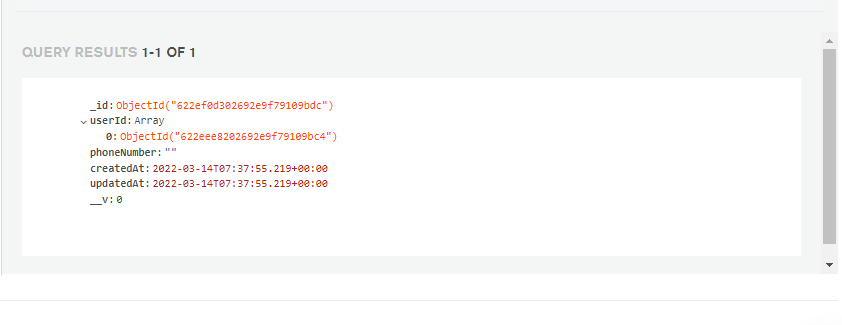 QUERY RESULTS 1-1 OF 1
_id: ObjectId("622ef0d302692e9f79109bdc")
userId: Array
0: ObjectId("622eee8202692e9f79109bc4")
phoneNumber: ""
createdAt: 2022-03-14T07:37:55.219+00:00
updatedAt: 2022-03-14T07:37:55.219+00:00
__v: 0